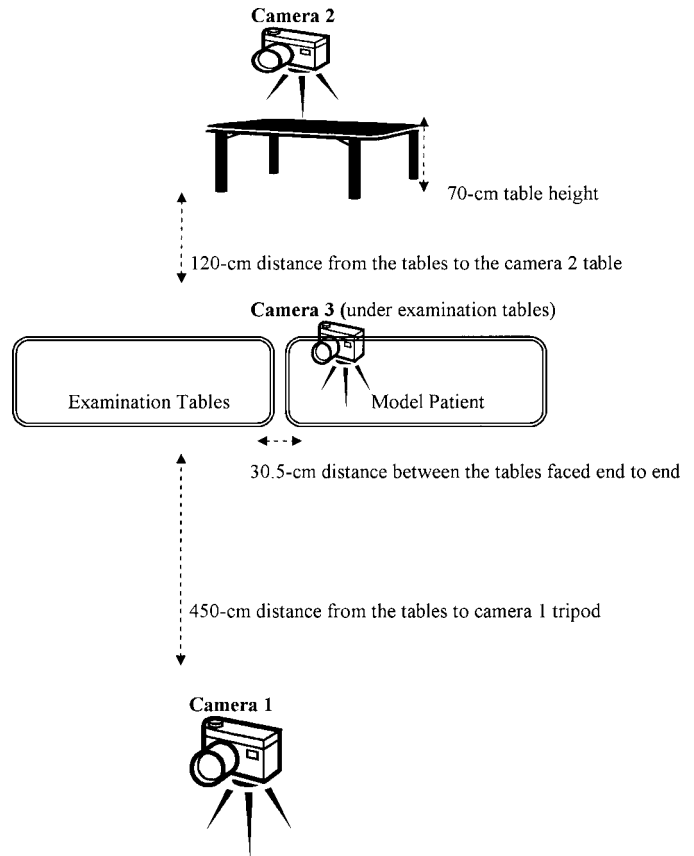 Camera 2
70-cm table height
120-cm distance from the tables to the camera 2 table
Camera 3 (under examination tables)
Examination Tables
Model Patient
30.5-cm distance between the tables faced end to end
450-cm distance from the tables to camera 1 tripod
Camera 1